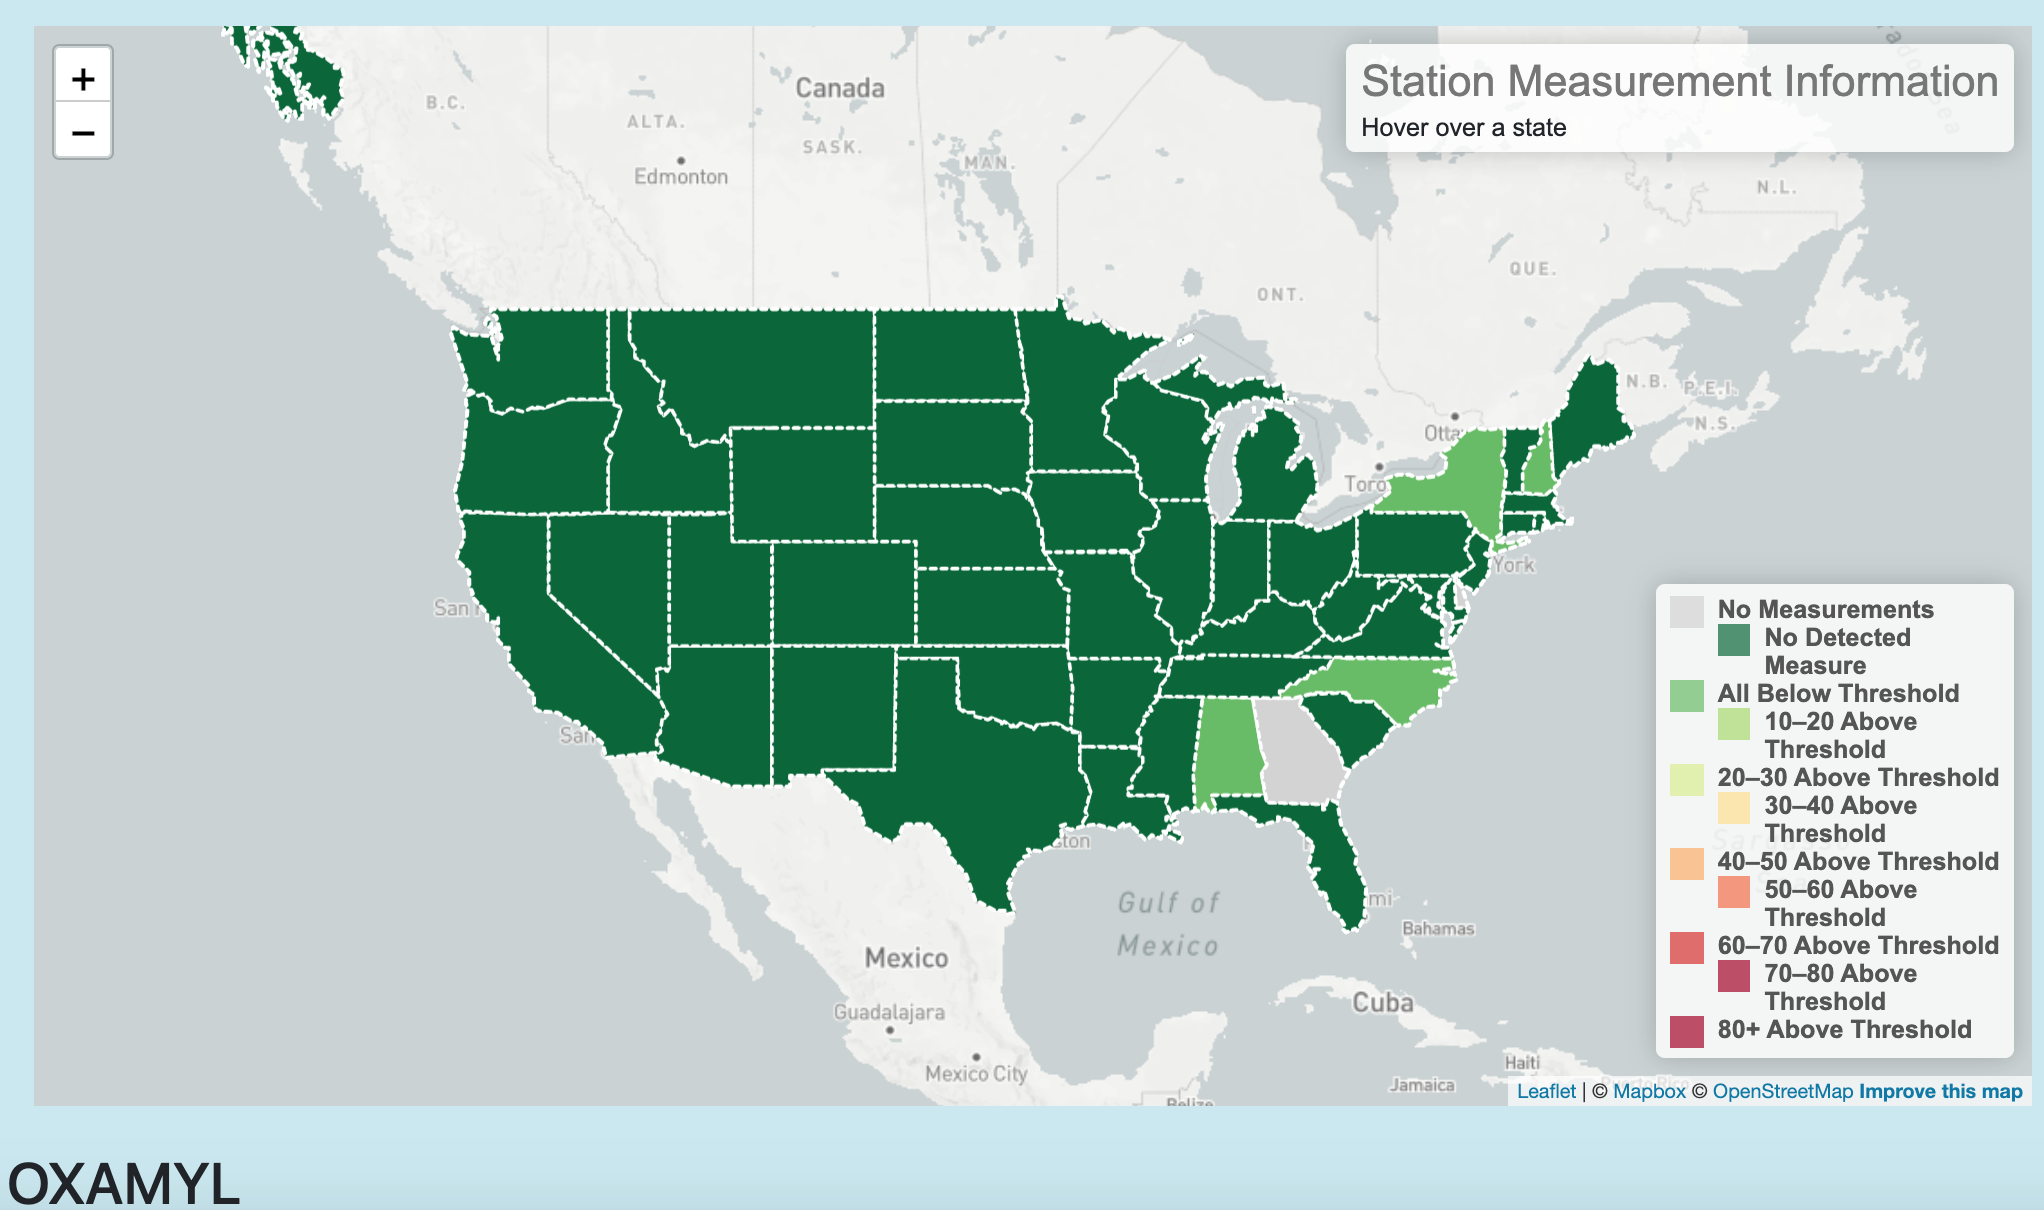 +
−
Station Measurement Information
Hover over a state
Canada
B.C.
ALTA.
SASK.
MAN.
Edmonton
N.L.
QUE.
ONT.
N.B.
P.E.I.
N.S.
Otta
Toro
York
San
San
ston
mi
Gulf of
Mexico
Bahamas
Mexico
Guadalajara
Mexico City
Cuba
Haiti
Jamaica
Puerto Rico
Belize
No Measurements
No Detected
Measure
All Below Threshold
10–20 Above
Threshold
20–30 Above Threshold
30–40 Above
Threshold
40–50 Above Threshold
50–60 Above
Threshold
60–70 Above Threshold
70–80 Above
Threshold
80+ Above Threshold
Leaflet | © Mapbox © OpenStreetMap Improve this map
OXAMYL